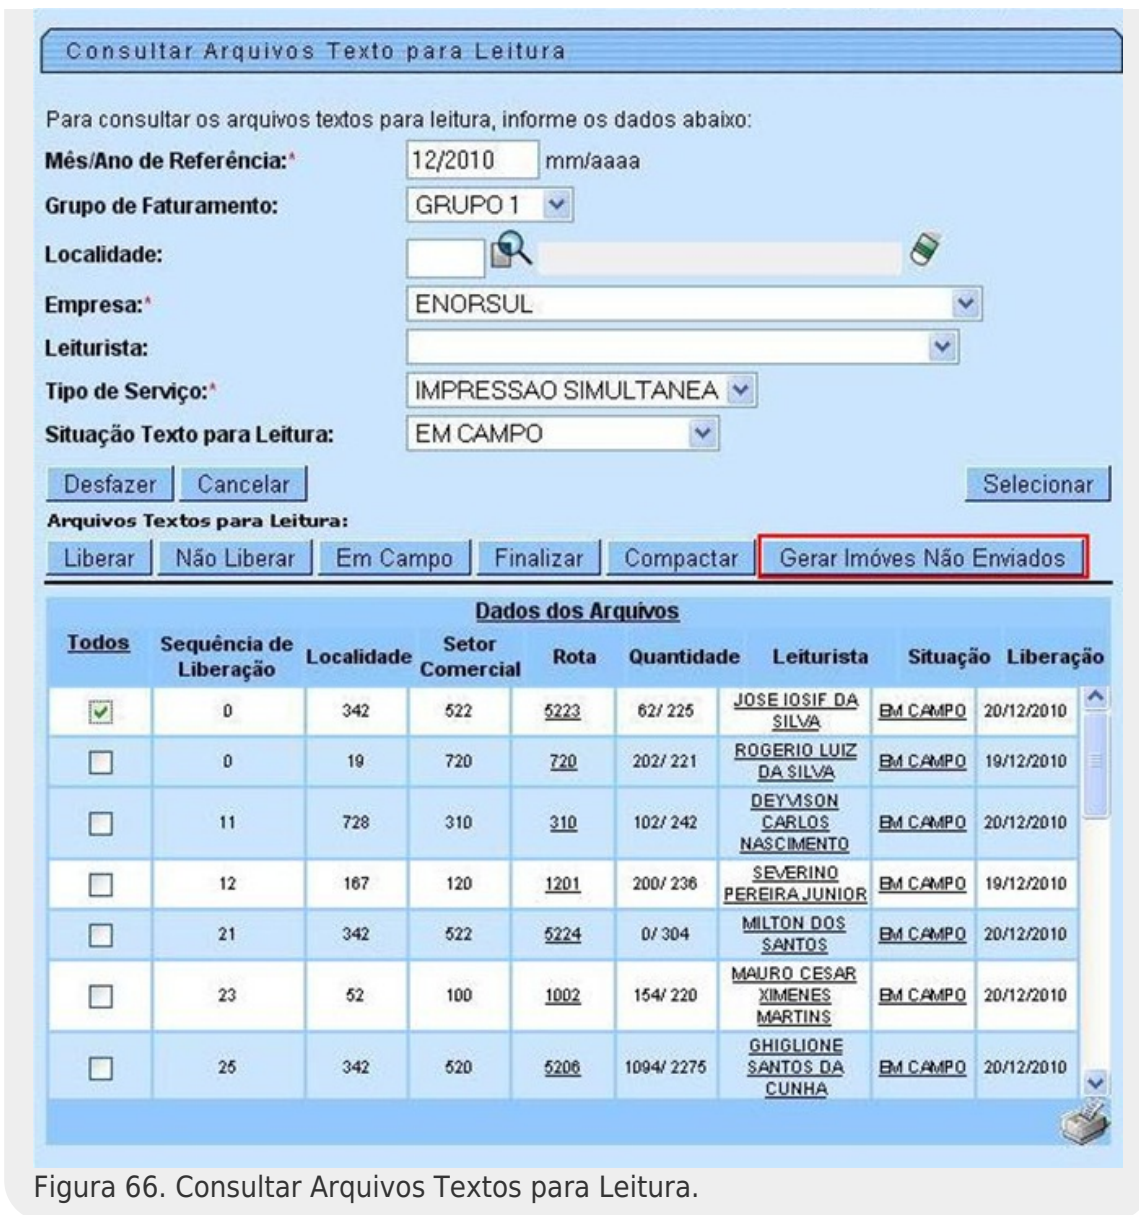 Consultar Arquivos Texto para Leitura
Para consultar os arquivos textos para leitura, informe os dados abaixo:
Mês/Ano de Referência:* 12/2010 mm/aaaa
Grupo de Faturamento: GRUPO 1
Localidade:
Empresa:* ENORSUL
Leiturista:
Tipo de Serviço:* IMPRESSAO SIMULTANEA
Situação Texto para Leitura: EM CAMPO
Desfazer Cancelar Selecionar
Arquivos Textos para Leitura:
Liberar Não Liberar Em Campo Finalizar Compactar Gerar Imóves Não Enviados
Dados dos Arquivos
Todos Sequência de Liberação Localidade Setor Comercial Rota Quantidade Leiturista Situação Liberação
0 342 522 5223 62/ 225 JOSE IOSIF DA SILVA EM CAMPO 20/12/2010
0 19 720 720 202/ 221 ROGERIO LUIZ DA SILVA EM CAMPO 19/12/2010
11 728 310 310 102/ 242 DEYVISON CARLOS NASCIMENTO EM CAMPO 20/12/2010
12 167 120 1201 200/ 236 SEVERINO PEREIRA JUNIOR EM CAMPO 19/12/2010
21 342 522 5224 0/ 304 MILTON DOS SANTOS EM CAMPO 20/12/2010
23 52 100 1002 154/ 220 MAURO CESAR XIMENES MARTINS EM CAMPO 20/12/2010
25 342 520 5206 1094/ 2275 GHIGLIONE SANTOS DA CUNHA EM CAMPO 20/12/2010
Figura 66. Consultar Arquivos Textos para Leitura.